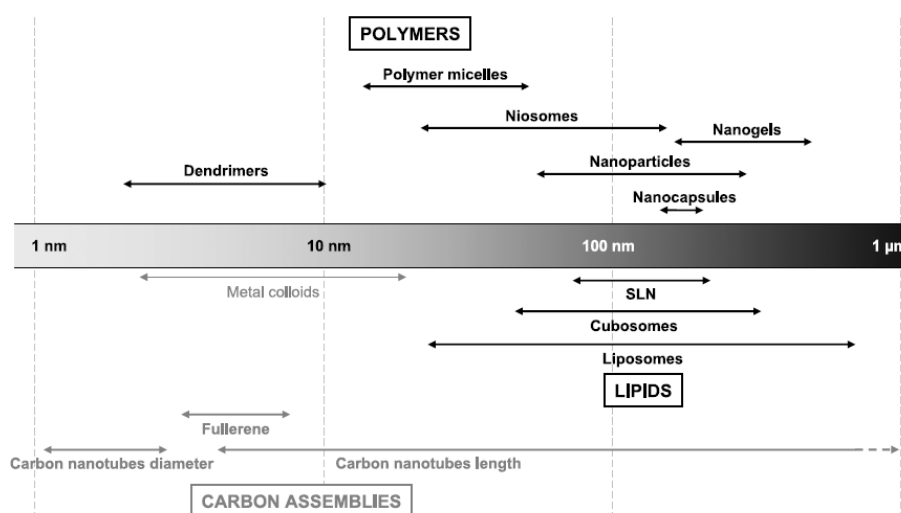 POLYMERS
Polymer micelles
Niosomes
Nanogels
Nanoparticles
Dendrimers
Nanocapsules
1 nm 10 nm 100 nm 1 µm
Metal colloids
SLN
Cubosomes
Liposomes
LIPIDS
Fullerene
Carbon nanotubes diameter Carbon nanotubes length
CARBON ASSEMBLIES